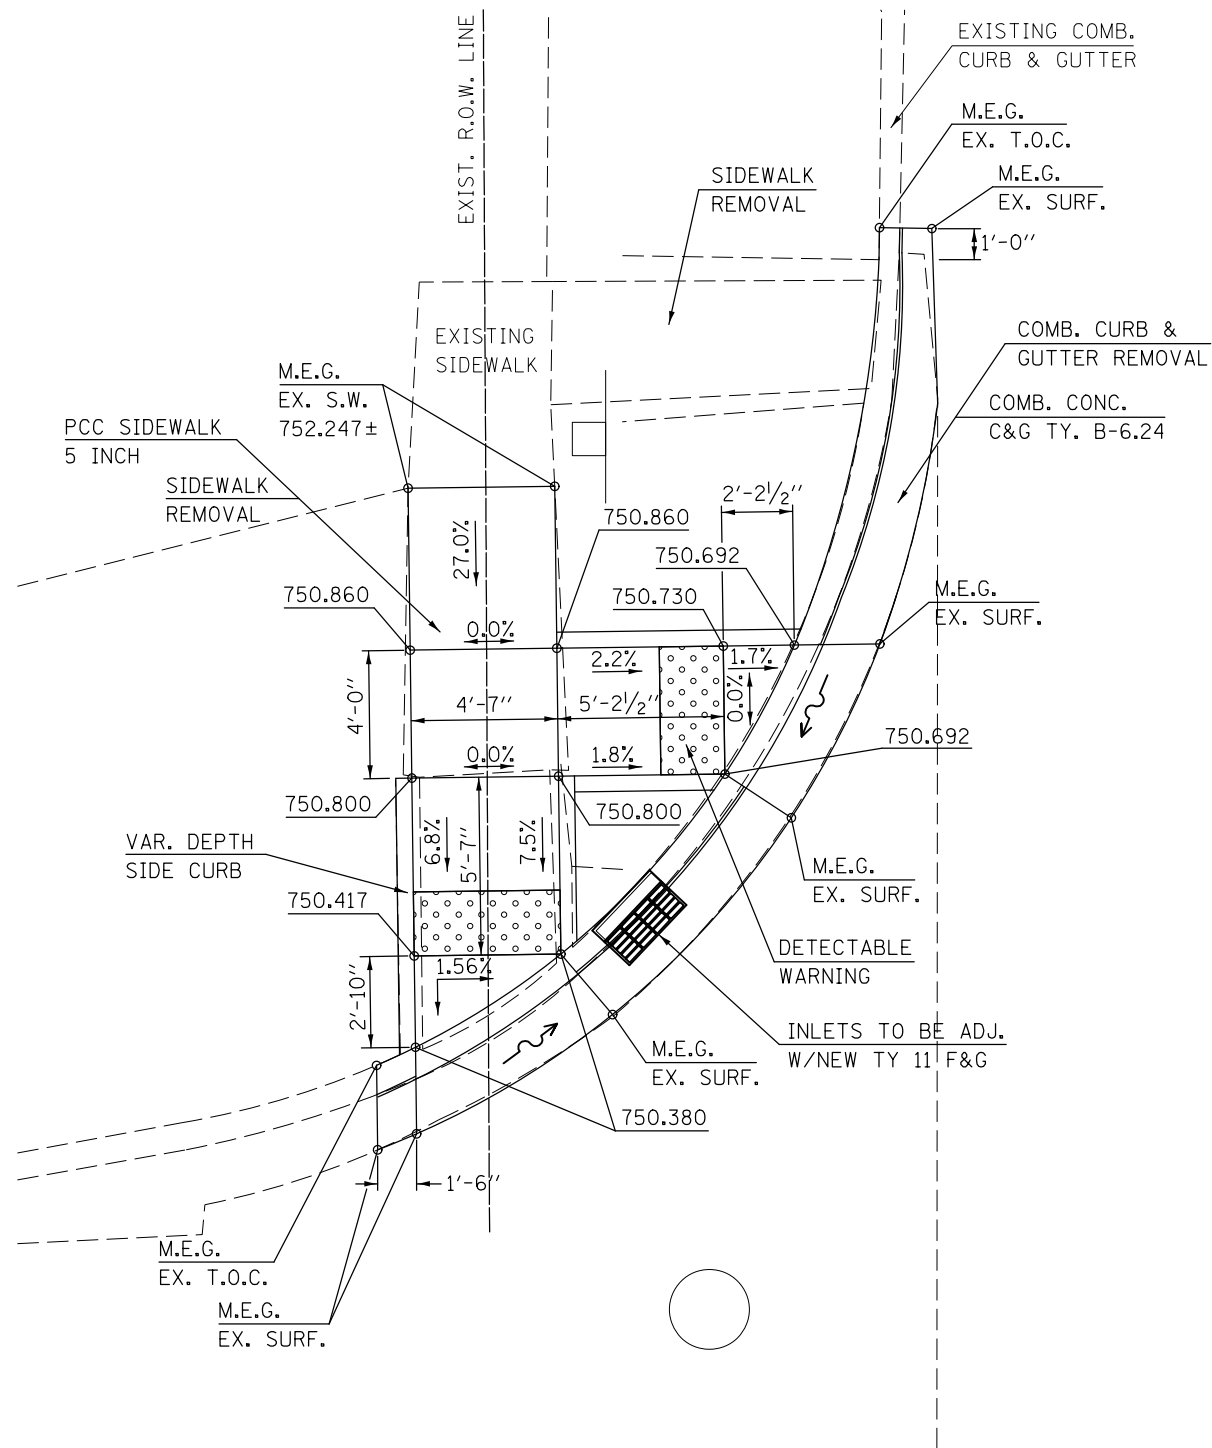 EXISTING COMB.
CURB & GUTTER
EXIST. R.O.W. LINE
M.E.G.
EX. T.O.C.
SIDEWALK
REMOVAL
M.E.G.
EX. SURF.
1'-0"
EXISTING
SIDEWALK
COMB. CURB &
GUTTER REMOVAL
M.E.G.
EX. S.W.
752.247±
COMB. CONC.
C&G TY. B-6.24
PCC SIDEWALK
5 INCH
SIDEWALK
REMOVAL
2'-2½"
750.860
27.0%
750.692
750.860
750.730
M.E.G.
EX. SURF.
0.0%
2.2%
1.7%
4'-0"
4'-7"
5'-2½"
0.0%
750.692
0.0%
1.8%
750.800
750.800
6.8%
5'-7"
7.5%
VAR. DEPTH
SIDE CURB
M.E.G.
EX. SURF.
750.417
DETECTABLE
WARNING
1.56%
2'-10"
INLETS TO BE ADJ.
W/NEW TY 11 F&G
M.E.G.
EX. SURF.
750.380
1'-6"
M.E.G.
EX. T.O.C.
M.E.G.
EX. SURF.